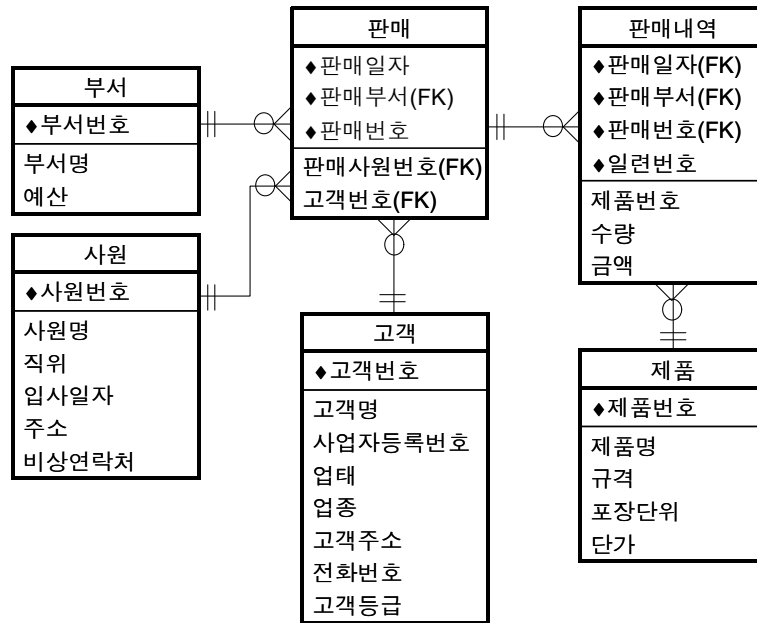 부서
♦부서번호
부서명
예산
사원
♦사원번호
사원명
직위
입사일자
주소
비상연락처
판매
♦판매일자
♦판매부서(FK)
♦판매번호
판매사원번호(FK)
고객번호(FK)
고객
♦고객번호
고객명
사업자등록번호
업태
업종
고객주소
전화번호
고객등급
판매내역
♦판매일자(FK)
♦판매부서(FK)
♦판매번호(FK)
♦일련번호
제품번호
수량
금액
제품
♦제품번호
제품명
규격
포장단위
단가